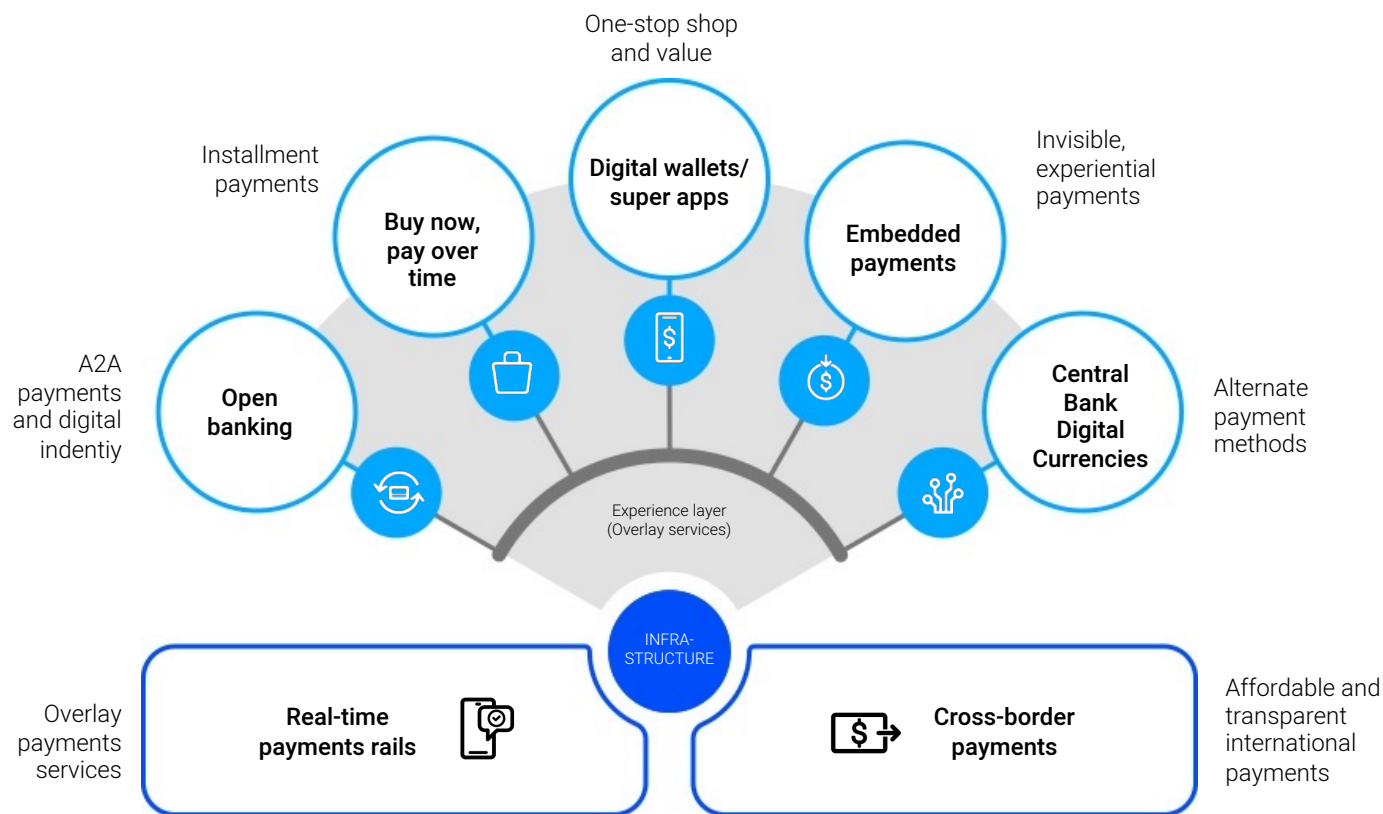 One-stop shop
and value
Digital wallets/
super apps
Installment
payments
Buy now,
pay over
time
Invisible,
experiential
payments
Embedded
payments
A2A
payments
and digital
indentiy
Open
banking
Central
Bank
Digital
Currencies
Alternate
payment
methods
$
$
Experience layer
(Overlay services)
INFRA-
STRUCTURE
Overlay
payments
services
Real-time
payments rails
$
Cross-border
payments
Affordable and
transparent
international
payments